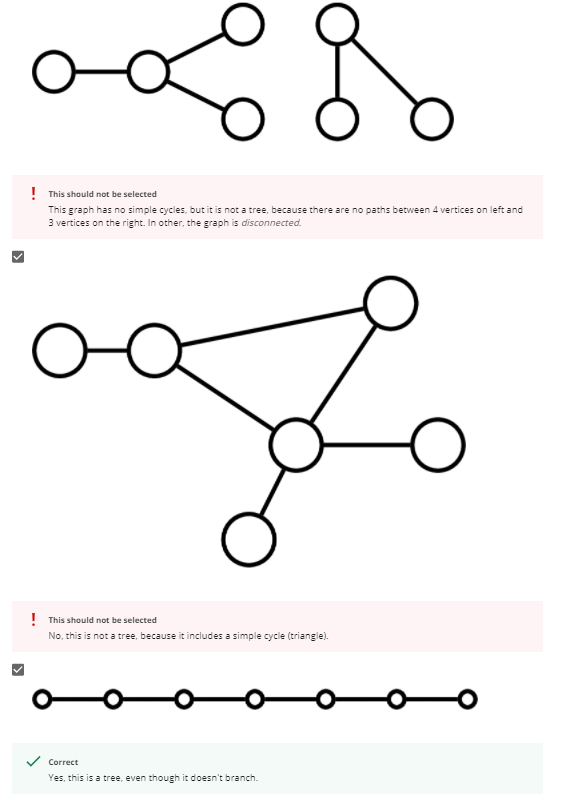 ! This should not be selected
This graph has no simple cycles, but it is not a tree, because there are no paths between 4 vertices on left and
3 vertices on the right. In other, the graph is disconnected.
! This should not be selected
No, this is not a tree, because it includes a simple cycle (triangle).
Correct
Yes, this is a tree, even though it doesn't branch.